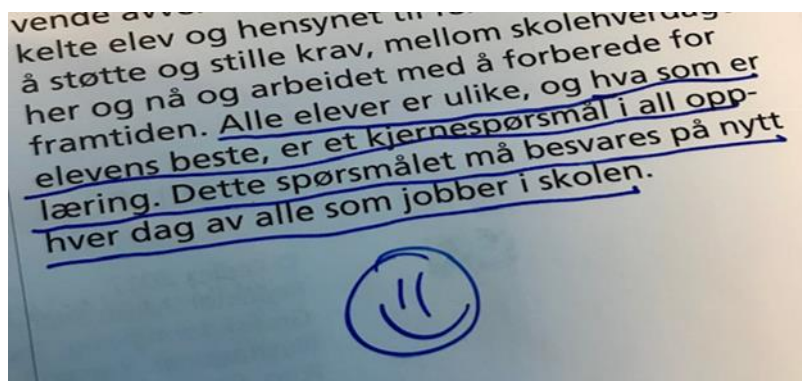 vende
kelte elev og hensynet til
å støtte og stille krav, mellom skolehverdag
her og nå og arbeidet med å forberede for
framtiden. Alle elever er ulike, og hva som er
elevens beste, er et kjernespørsmål i all opp-
læring. Dette spørsmålet må besvares på nytt
hver dag av alle som jobber i skolen.